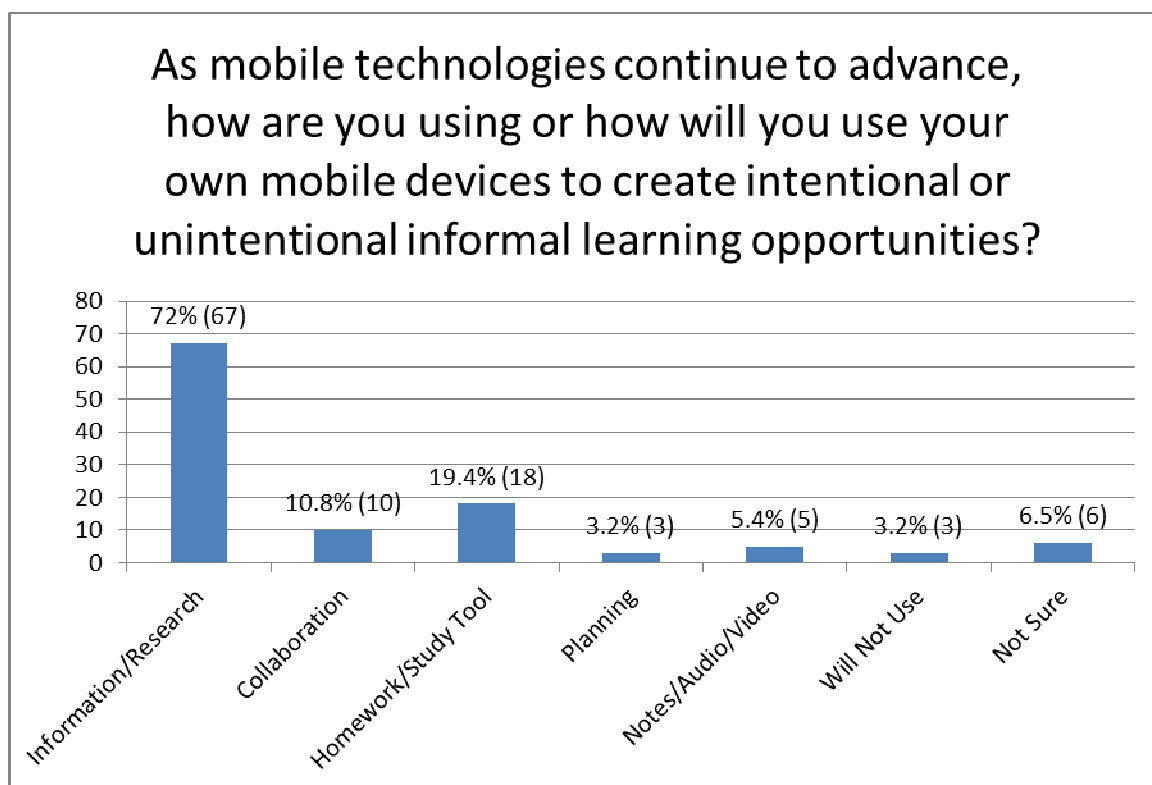 As mobile technologies continue to advance,
how are you using or how will you use your
own mobile devices to create intentional or
unintentional informal learning opportunities?
80
70
60
50
40
30
20
10
0
72% (67)
10.8% (10)
19.4% (18)
3.2% (3)
5.4% (5)
3.2% (3)
6.5% (6)
Information/Research
Collaboration
Homework/Study Tool
Planning
Notes/Audio/Video
Will Not Use
Not Sure